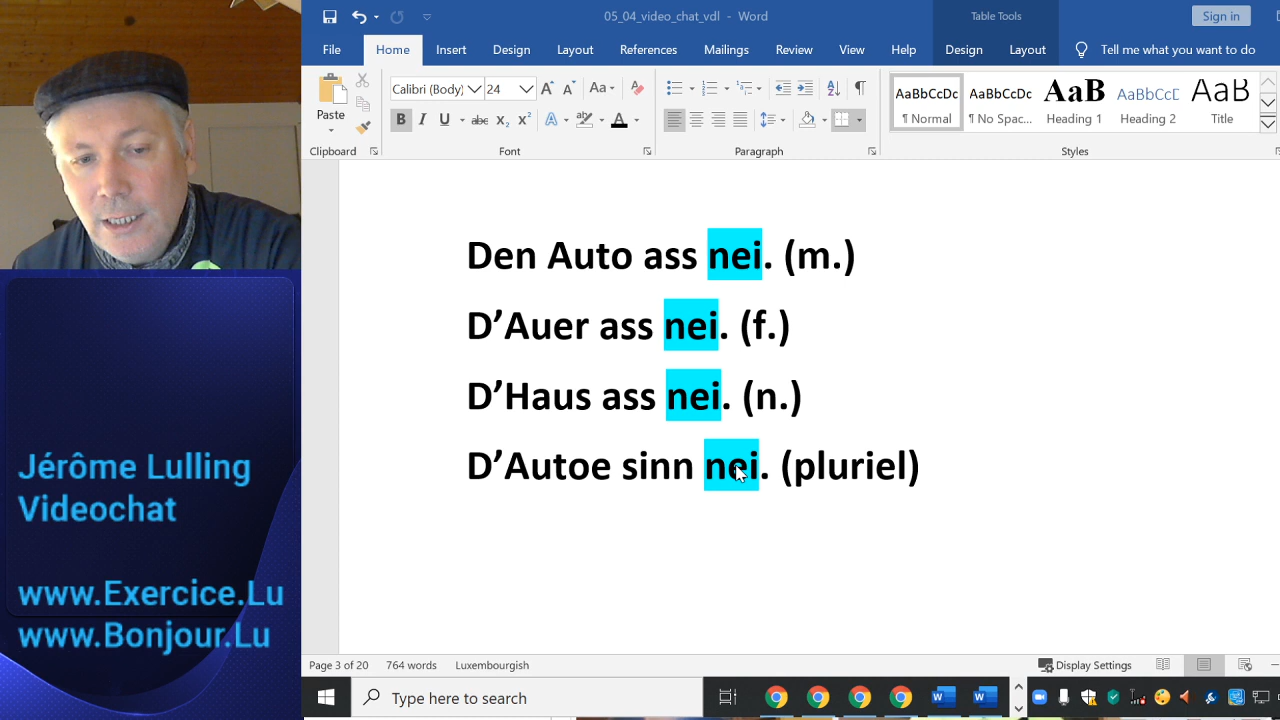 05_04_video_chat_vdl - Word
Table Tools
Sign in
File Home Insert Design Layout References Mailings Review View Help Design Layout Tell me what you want to do
Paste
Calibri (Body) 24
AaBbCcDc AaBbCcDc AaB AaBbCcD AaB
¶ Normal ¶ No Spac... Heading 1 Heading 2 Title
Clipboard Font Paragraph Styles
Den Auto ass nei. (m.)
D’Auer ass nei. (f.)
D’Haus ass nei. (n.)
D’Autoe sinn nei. (pluriel)
Jérôme Lulling
Videochat
www.Exercice.Lu
www.Bonjour.Lu
Page 3 of 20 764 words Luxembourgish Display Settings
Type here to search